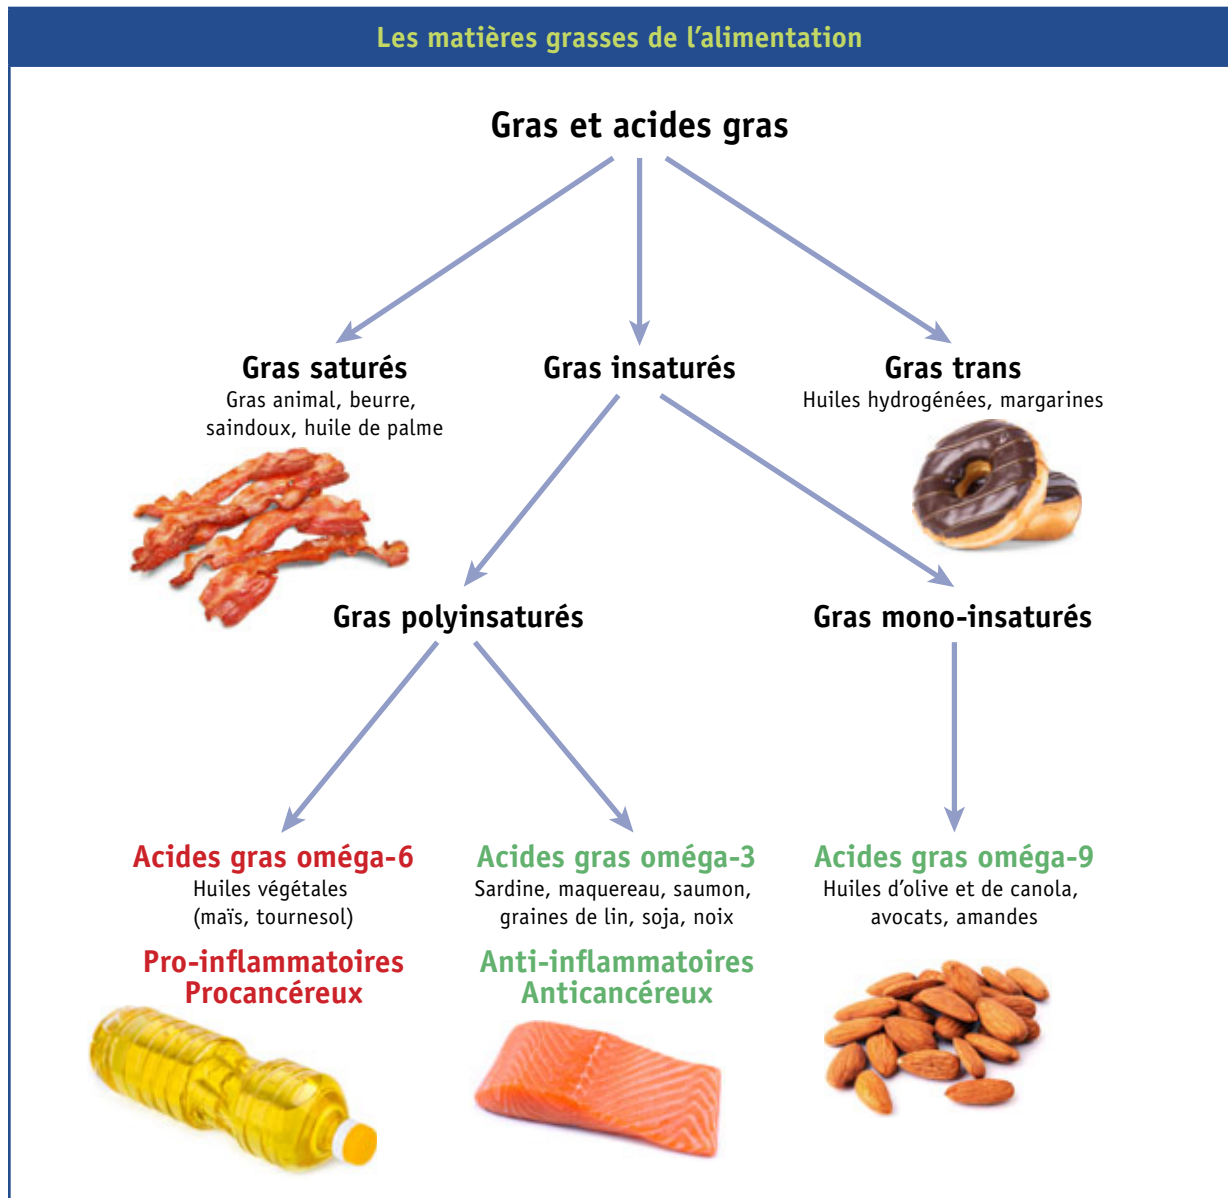 Les matières grasses de l'alimentation
Gras et acides gras
Gras saturés
Gras animal, beurre,
saindoux, huile de palme
Gras insaturés
Gras trans
Huiles hydrogénées, margarines
Gras polyinsaturés
Gras mono-insaturés
Acides gras oméga-6
Huiles végétales
(maïs, tournesol)
Pro-inflammatoires
Procancéreux
Acides gras oméga-3
Sardine, maquereau, saumon,
graines de lin, soja, noix
Anti-inflammatoires
Anticancéreux
Acides gras oméga-9
Huiles d'olive et de canola,
avocats, amandes